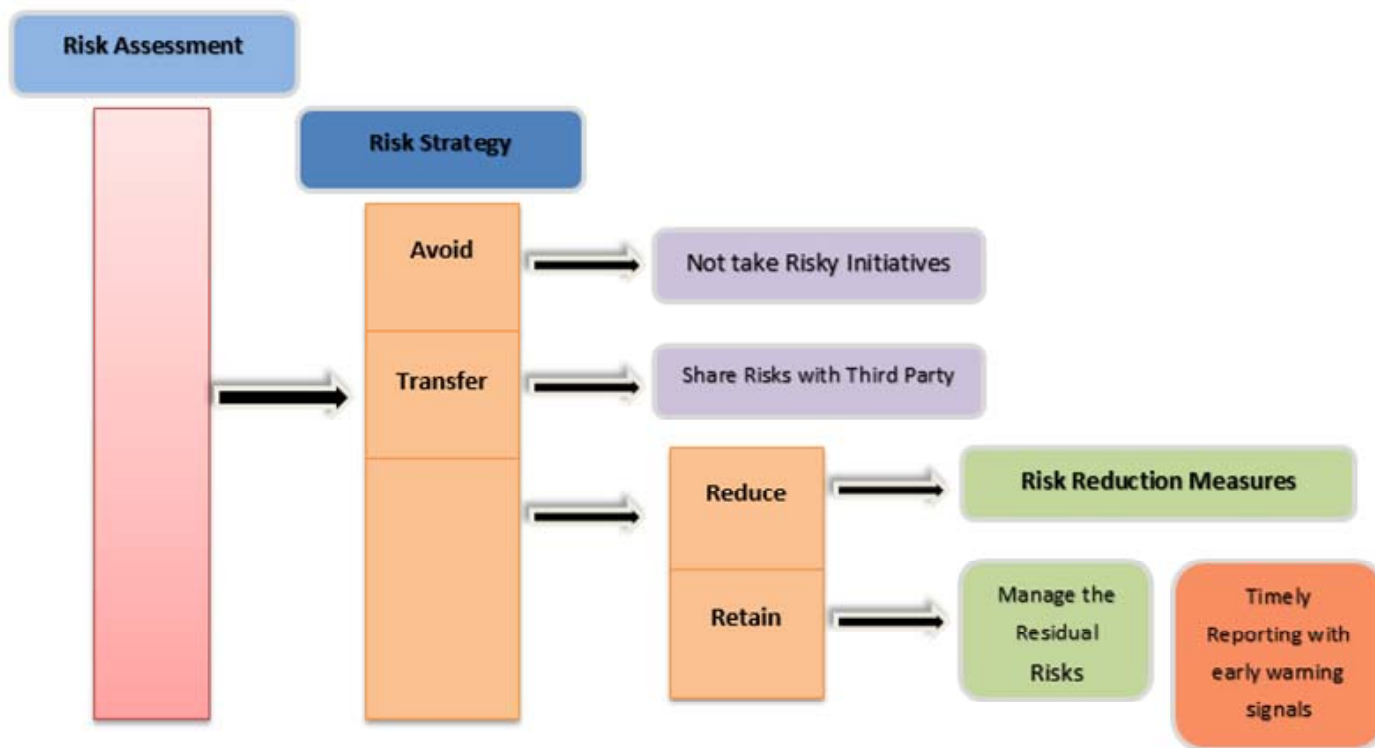 Risk Assessment
Risk Strategy
Avoid
Not take Risky Initiatives
Transfer
Share Risks with Third Party
Reduce
Risk Reduction Measures
Retain
Manage the
Residual
Risks
Timely
Reporting with
early warning
signals